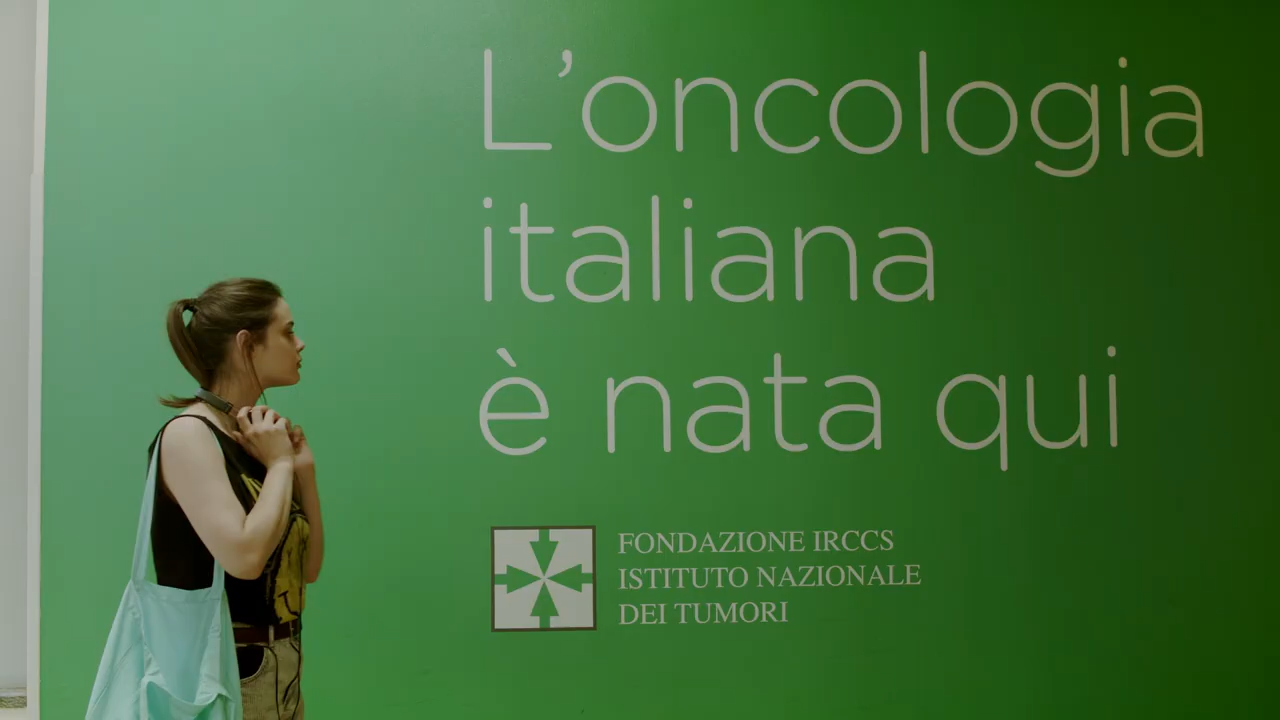 L'oncologia
italiana
è nata qui
FONDAZIONE IRCCS
ISTITUTO NAZIONALE
DEI TUMORI